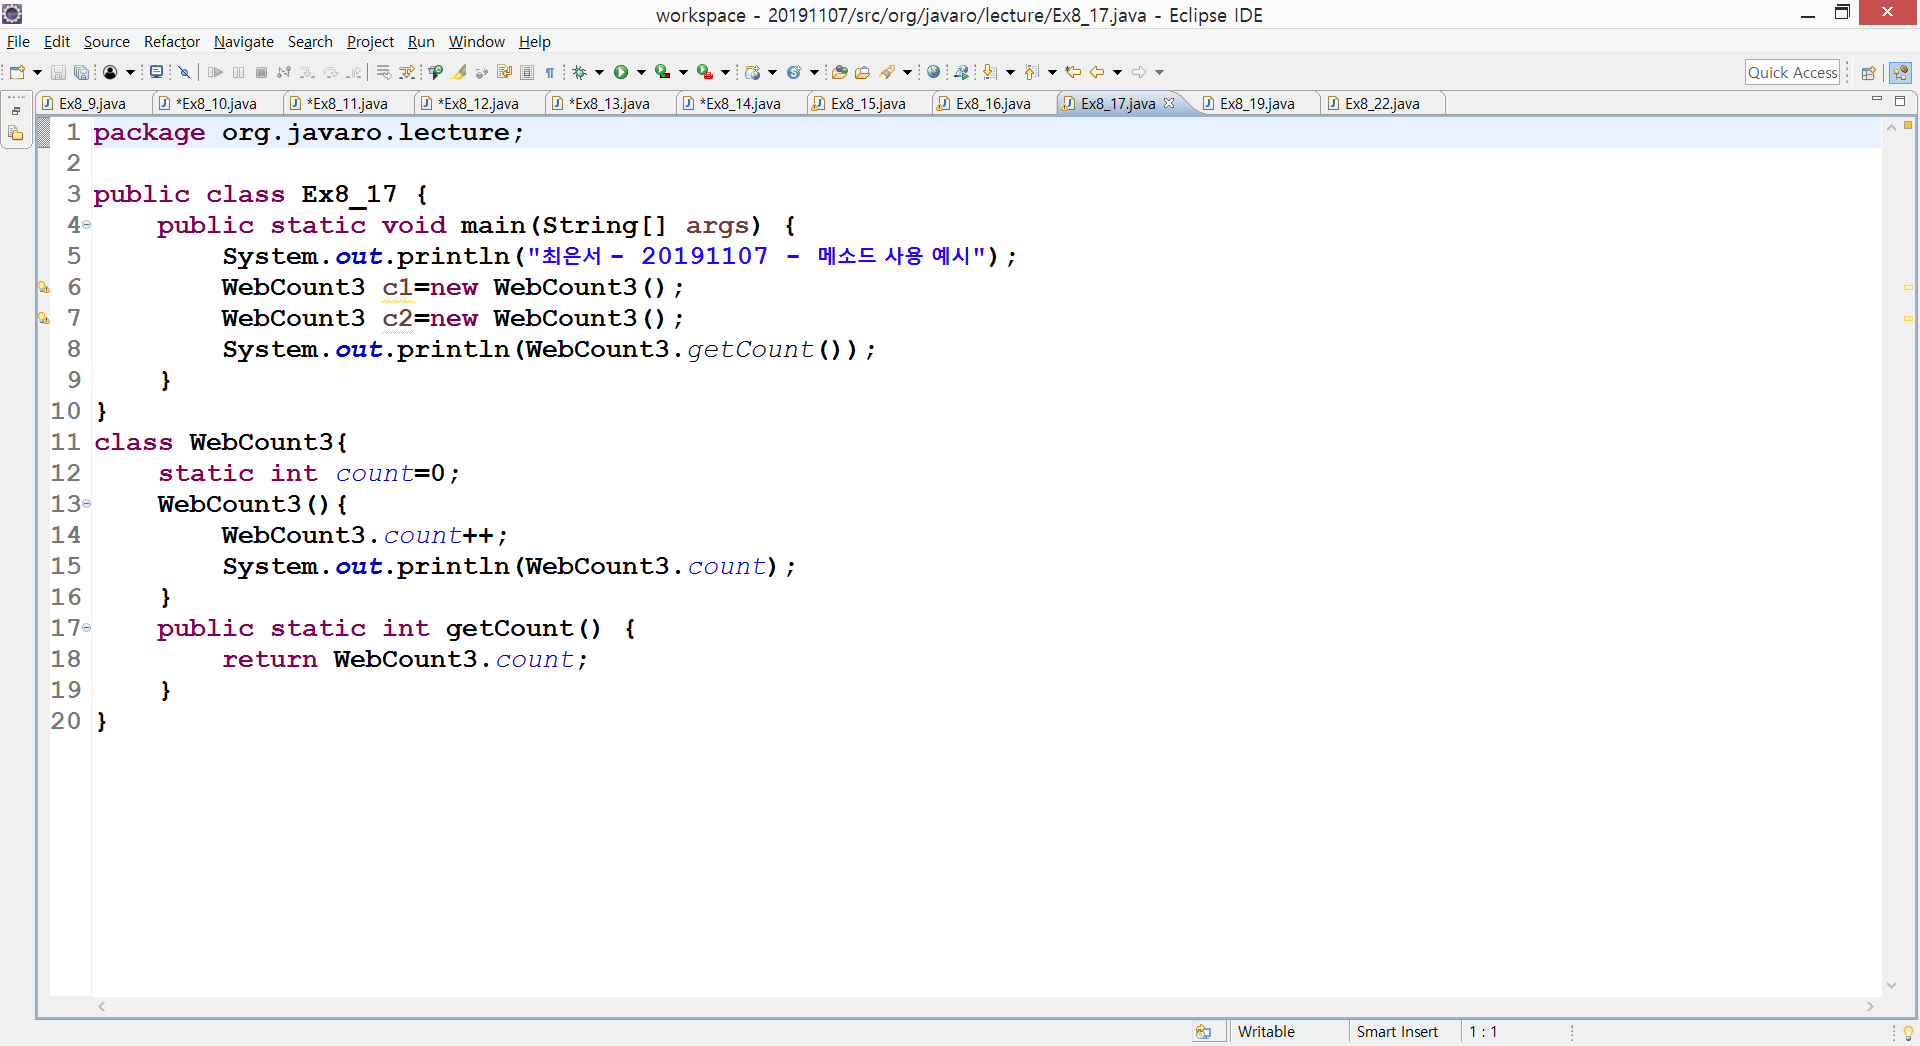 workspace - 20191107/src/org/javaro/lecture/Ex8_17.java - Eclipse IDE
File Edit Source Refactor Navigate Search Project Run Window Help
Quick Access
Ex8_9.java *Ex8_10.java *Ex8_11.java *Ex8_12.java *Ex8_13.java *Ex8_14.java Ex8_15.java Ex8_16.java Ex8_17.java Ex8_19.java Ex8_22.java
1 package org.javaro.lecture;
2
3 public class Ex8_17 {
4     public static void main(String[] args) {
5         System.out.println("최은서 - 20191107 - 메소드 사용 예시");
6         WebCount3 c1=new WebCount3();
7         WebCount3 c2=new WebCount3();
8         System.out.println(WebCount3.getCount());
9     }
10 }
11 class WebCount3{
12     static int count=0;
13     WebCount3(){
14         WebCount3.count++;
15         System.out.println(WebCount3.count);
16     }
17     public static int getCount() {
18         return WebCount3.count;
19     }
20 }
Writable Smart Insert 1 : 1